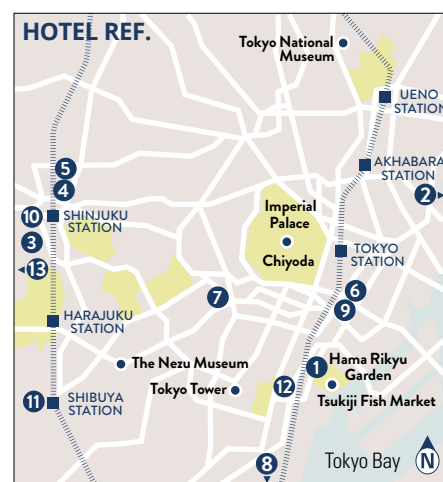 HOTEL REF.
Tokyo National
Museum
UENO
STATION
AKHABARA
STATION
2
5
4
10
SHINJUKU
STATION
3
13
Imperial
Palace
Chiyoda
TOKYO
STATION
7
6
9
HARAJUKU
STATION
The Nezu Museum
Tokyo Tower
1
Hama Rikyu
Garden
12
Tsukiji Fish Market
11
SHIBUYA
STATION
8
Tokyo Bay
N